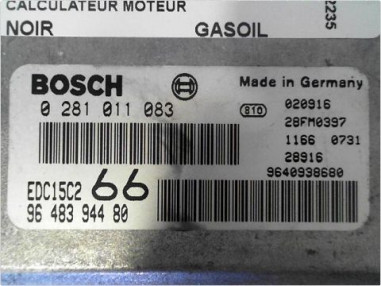 CALCULATEUR MOTEUR
NOIR GASOIL
2235
BOSCH
Made in Germany
0 281 011 083
810 020916
28FM0397
1166 0731
28916
9640938680
EDC15C2 66
96 483 944 80